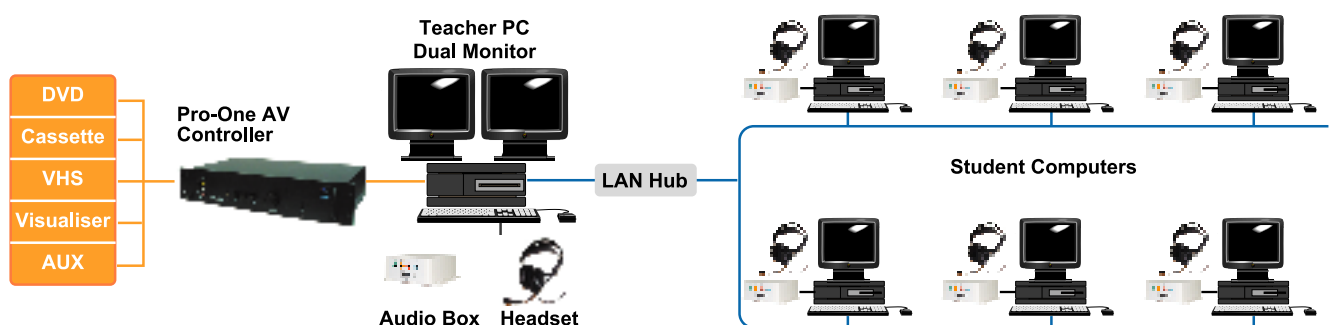 Teacher PC
Dual Monitor
DVD
Cassette
VHS
Visualiser
AUX
Pro-One AV
Controller
LAN Hub
Student Computers
Audio Box
Headset